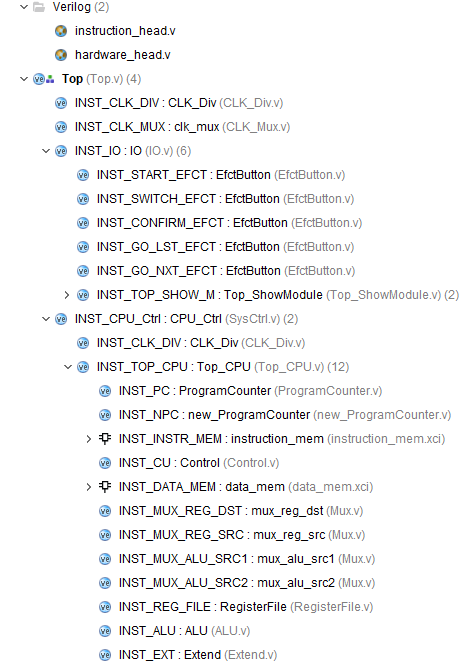 Verilog (2)
instruction_head.v
hardware_head.v
Top (Top.v) (4)
INST_CLK_DIV : CLK_Div (CLK_Div.v)
INST_CLK_MUX : clk_mux (CLK_Mux.v)
INST_IO : IO (IO.v) (6)
INST_START_EFCT : EfctButton (EfctButton.v)
INST_SWITCH_EFCT : EfctButton (EfctButton.v)
INST_CONFIRM_EFCT : EfctButton (EfctButton.v)
INST_GO_LST_EFCT : EfctButton (EfctButton.v)
INST_GO_NXT_EFCT : EfctButton (EfctButton.v)
INST_TOP_SHOW_M : Top_ShowModule (Top_ShowModule.v) (2)
INST_CPU_Ctrl : CPU_Ctrl (SysCtrl.v) (2)
INST_CLK_DIV : CLK_Div (CLK_Div.v)
INST_TOP_CPU : Top_CPU (Top_CPU.v) (12)
INST_PC : ProgramCounter (ProgramCounter.v)
INST_NPC : new_ProgramCounter (new_ProgramCounter.v)
INST_INSTR_MEM : instruction_mem (instruction_mem.xci)
INST_CU : Control (Control.v)
INST_DATA_MEM : data_mem (data_mem.xci)
INST_MUX_REG_DST : mux_reg_dst (Mux.v)
INST_MUX_REG_SRC : mux_reg_src (Mux.v)
INST_MUX_ALU_SRC1 : mux_alu_src1 (Mux.v)
INST_MUX_ALU_SRC2 : mux_alu_src2 (Mux.v)
INST_REG_FILE : RegisterFile (RegisterFile.v)
INST_ALU : ALU (ALU.v)
INST_EXT : Extend (Extend.v)